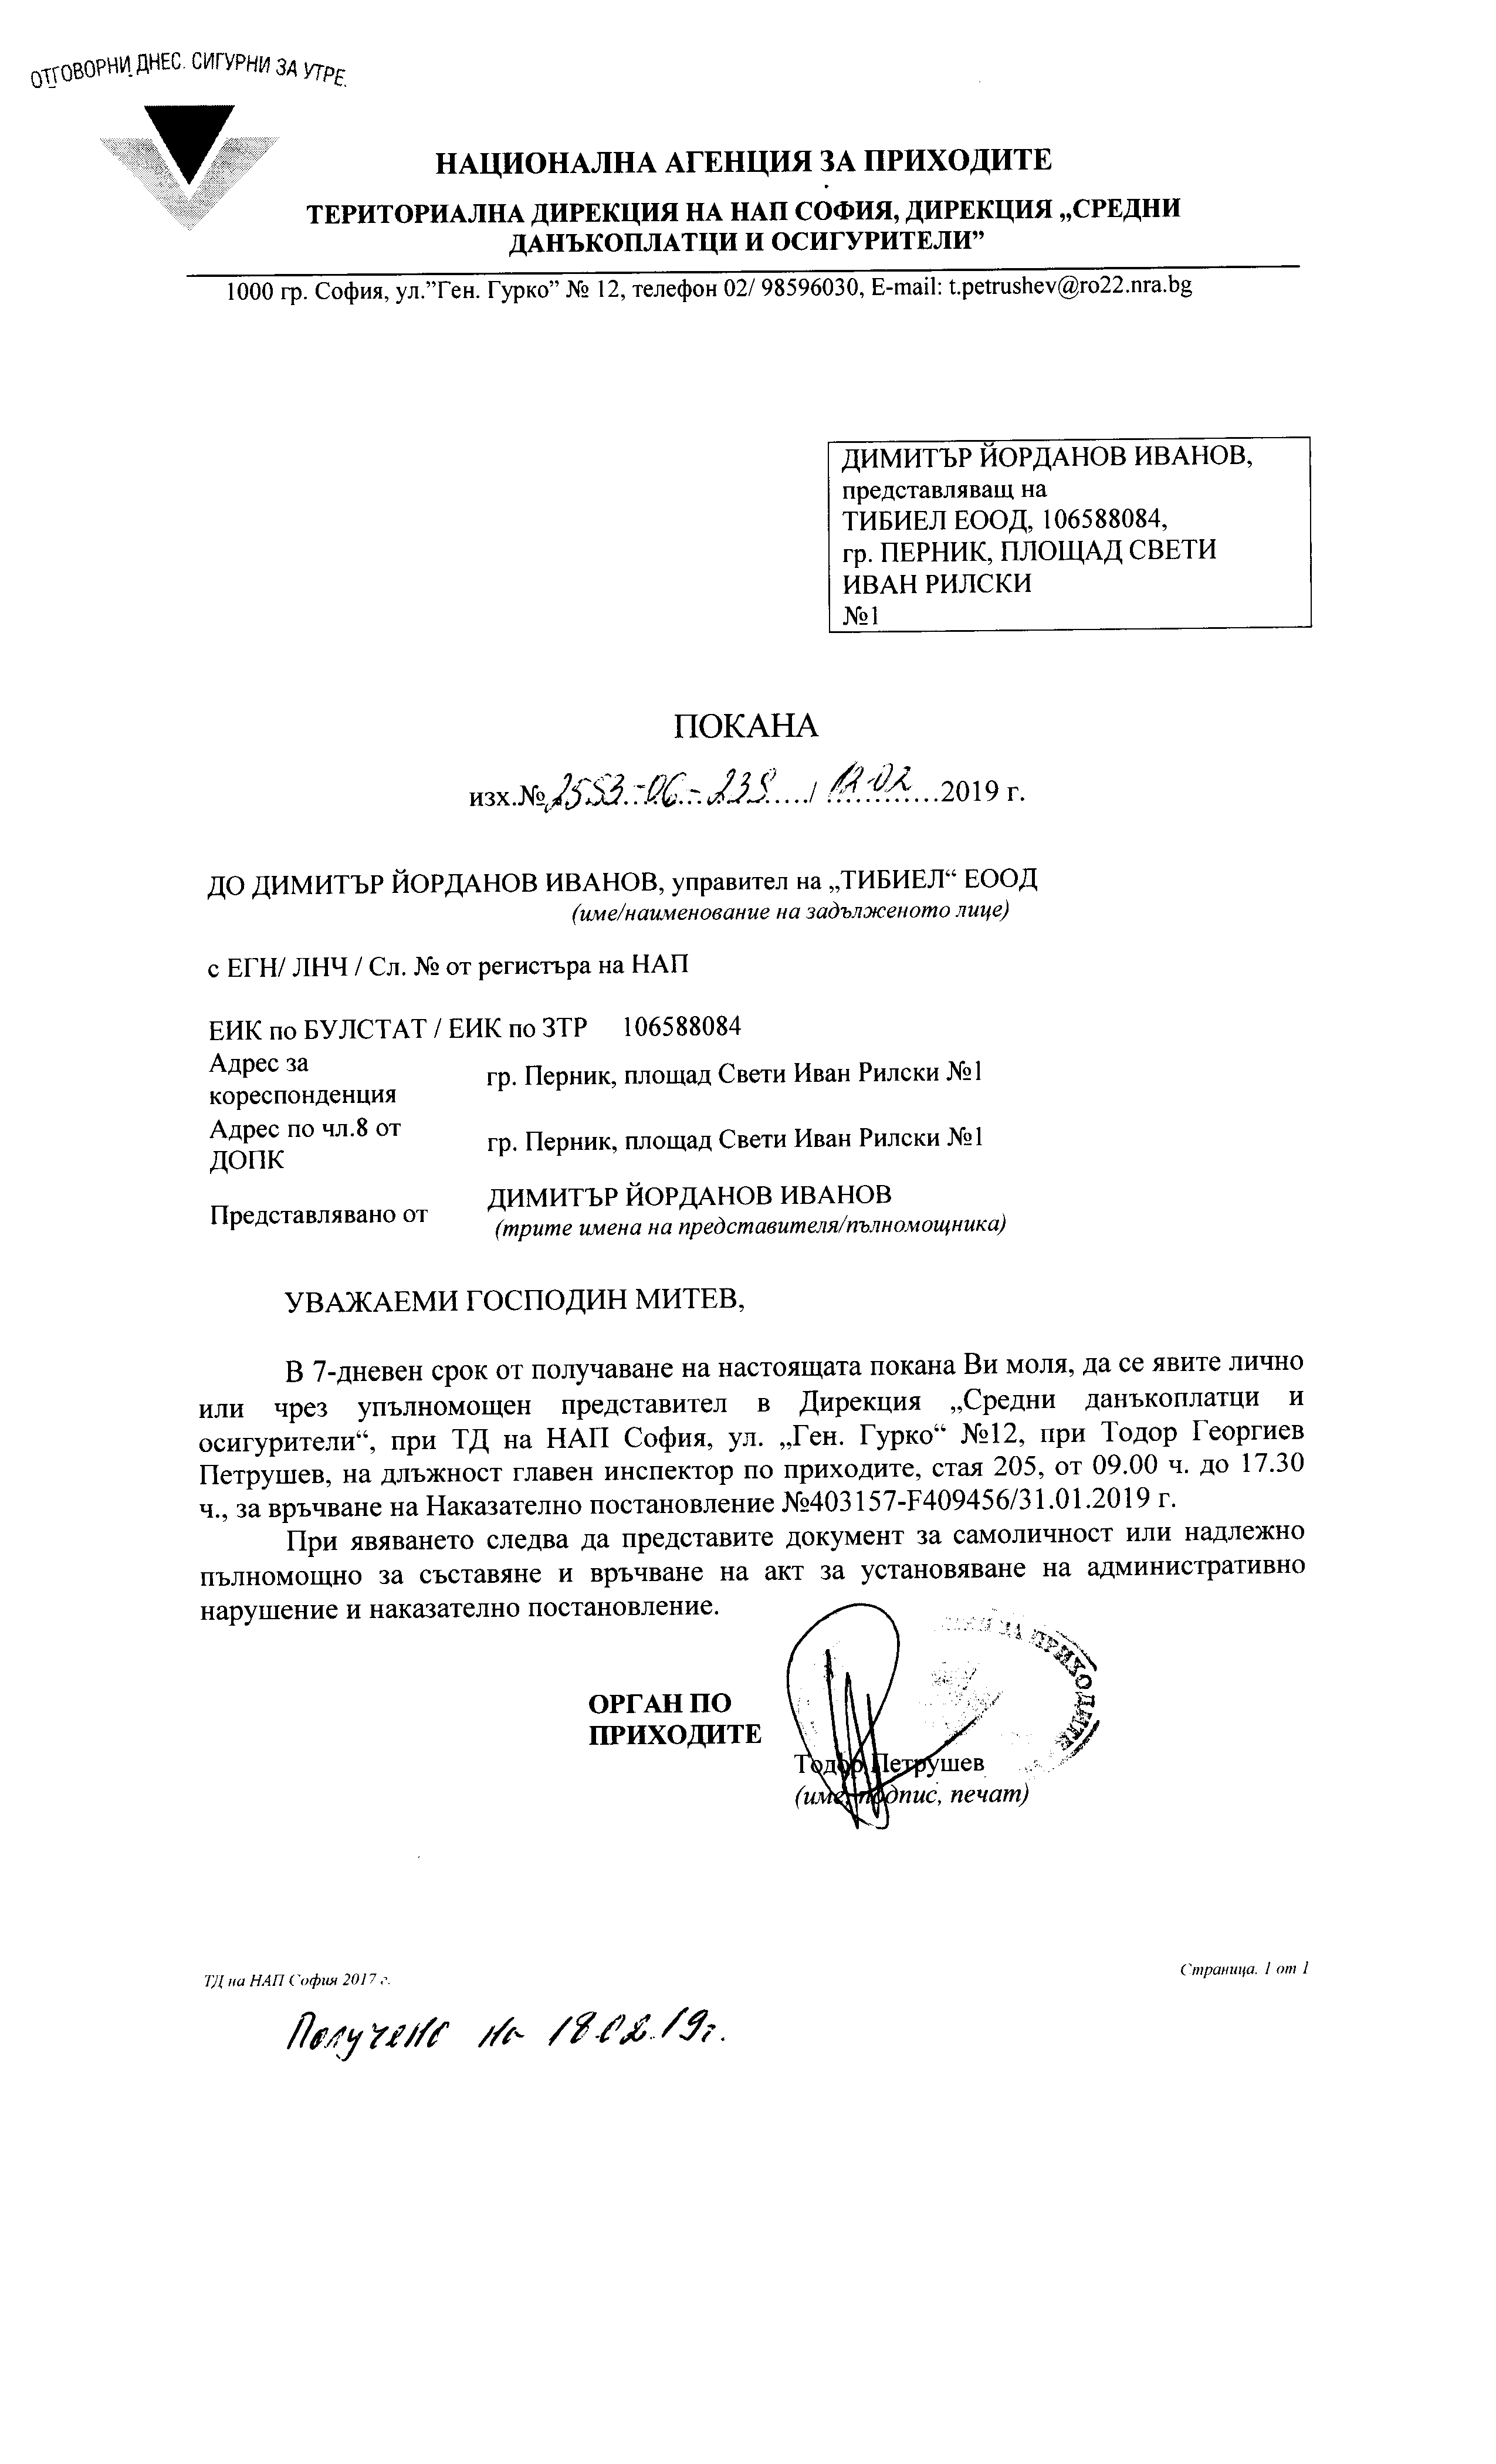 ОТГОВОРНИ ДНЕС. СИГУРНИ ЗА УТРЕ.
НАЦИОНАЛНА АГЕНЦИЯ ЗА ПРИХОДИТЕ
ТЕРИТОРИАЛНА ДИРЕКЦИЯ НА НАП СОФИЯ, ДИРЕКЦИЯ „СРЕДНИ
ДАНЪКОПЛАТЦИ И ОСИГУРИТЕЛИ”
1000 гр. София, ул.”Ген. Гурко” № 12, телефон 02/ 98596030, E-mail: t.petrushev@ro22.nra.bg
ДИМИТЪР ЙОРДАНОВ ИВАНОВ,
представляващ на
ТИБИЕЛ ЕООД, 106588084,
гр. ПЕРНИК, ПЛОЩАД СВЕТИ
ИВАН РИЛСКИ
№1
ПОКАНА
изх.№ / 2019 г.
ДО ДИМИТЪР ЙОРДАНОВ ИВАНОВ, управител на „ТИБИЕЛ“ ЕООД
(име/наименование на задълженото лице)
с ЕГН/ ЛНЧ / Сл. № от регистъра на НАП
ЕИК по БУЛСТАТ / ЕИК по ЗТР 106588084
Адрес за
кореспонденция гр. Перник, площад Свети Иван Рилски №1
Адрес по чл.8 от
ДОПК гр. Перник, площад Свети Иван Рилски №1
Представлявано от ДИМИТЪР ЙОРДАНОВ ИВАНОВ
(трите имена на представителя/пълномощника)
УВАЖАЕМИ ГОСПОДИН МИТЕВ,
В 7-дневен срок от получаване на настоящата покана Ви моля, да се явите лично
или чрез упълномощен представител в Дирекция „Средни данъкоплатци и
осигурители“, при ТД на НАП София, ул. „Ген. Гурко“ №12, при Тодор Георгиев
Петрушев, на длъжност главен инспектор по приходите, стая 205, от 09.00 ч. до 17.30
ч., за връчване на Наказателно постановление №403157-F409456/31.01.2019 г.
При явяването следва да представите документ за самоличност или надлежно
пълномощно за съставяне и връчване на акт за установяване на административно
нарушение и наказателно постановление.
ОРГАН ПО
ПРИХОДИТЕ
ПРИХОДИТЕ
Тодор Петрушев
(име, подпис, печат)
ТД на НАП София 2017 г.
Страница. 1 от 1
Получено на 18.02.19г.